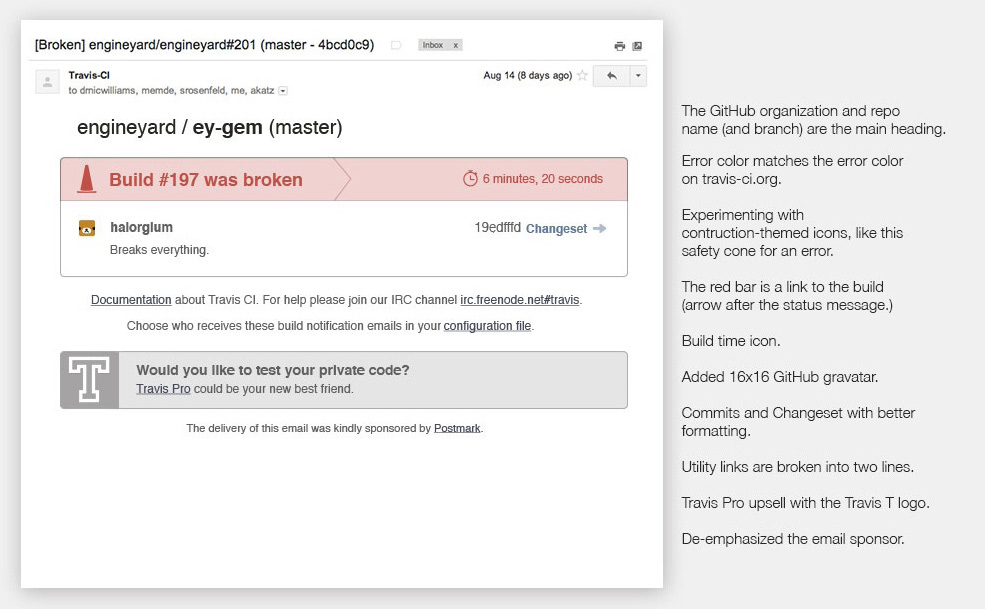 [Broken] engineyard/engineyard#201 (master - 4bcd0c9)
Inbox x
Travis-CI
Aug 14 (8 days ago)
to drnicwilliams, memde, srosenfeld, me, akatz
engineyard / ey-gem (master)
Build #197 was broken
6 minutes, 20 seconds
halorgium
19edfffd Changeset
Breaks everything.
Documentation about Travis CI. For help please join our IRC channel irc.freenode.net#travis.
Choose who receives these build notification emails in your configuration file.
T
Would you like to test your private code?
Travis Pro could be your new best friend.
The delivery of this email was kindly sponsored by Postmark.
The GitHub organization and repo
name (and branch) are the main heading.
Error color matches the error color
on travis-ci.org.
Experimenting with
contruction-themed icons, like this
safety cone for an error.
The red bar is a link to the build
(arrow after the status message.)
Build time icon.
Added 16x16 GitHub gravatar.
Commits and Changeset with better
formatting.
Utility links are broken into two lines.
Travis Pro upsell with the Travis T logo.
De-emphasized the email sponsor.